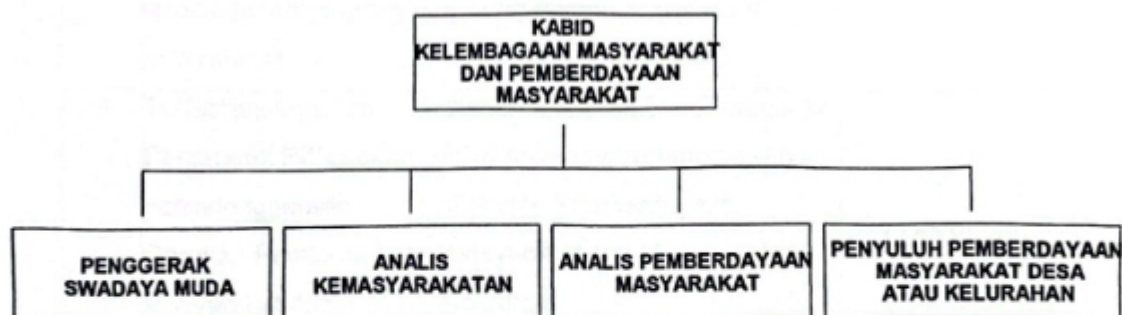 KABID
KELEMBAGAAN MASYARAKAT
DAN PEMBERDAYAAN
MASYARAKAT
PENGGERAK
SWADAYA MUDA
ANALIS
KEMASYARAKATAN
ANALIS PEMBERDAYAAN
MASYARAKAT
PENYULUH PEMBERDAYAAN
MASYARAKAT DESA
ATAU KELURAHAN